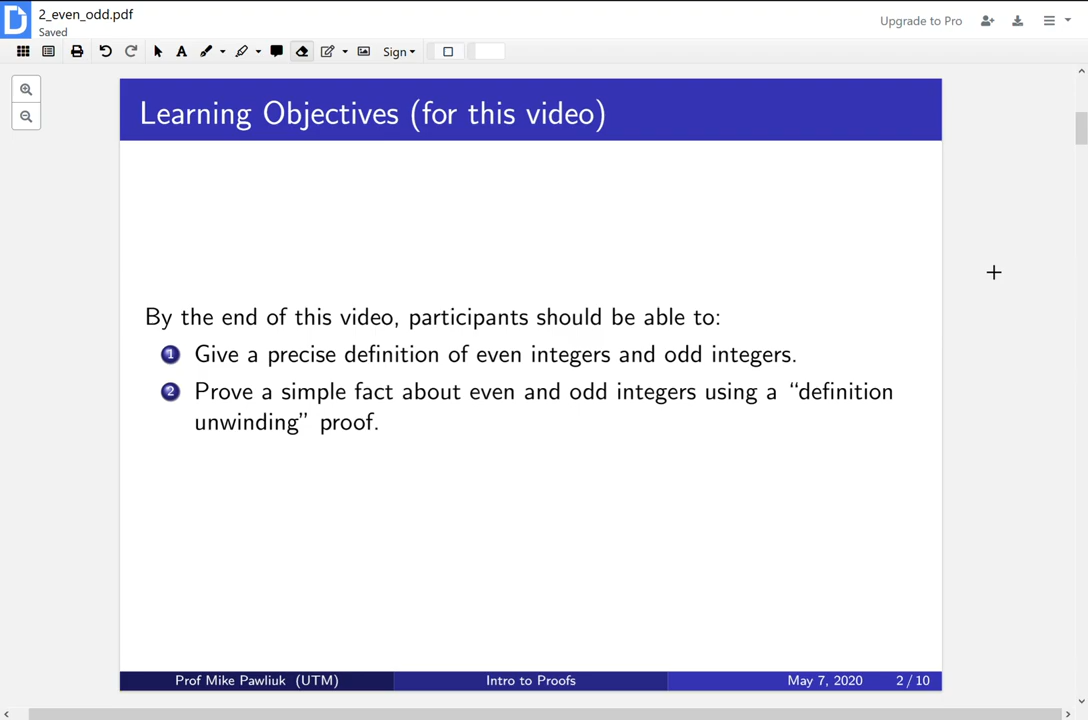 2_even_odd.pdf
Saved
Upgrade to Pro
Sign
Learning Objectives (for this video)
By the end of this video, participants should be able to:
1 Give a precise definition of even integers and odd integers.
2 Prove a simple fact about even and odd integers using a “definition
unwinding” proof.
Prof Mike Pawliuk (UTM) Intro to Proofs May 7, 2020 2 / 10